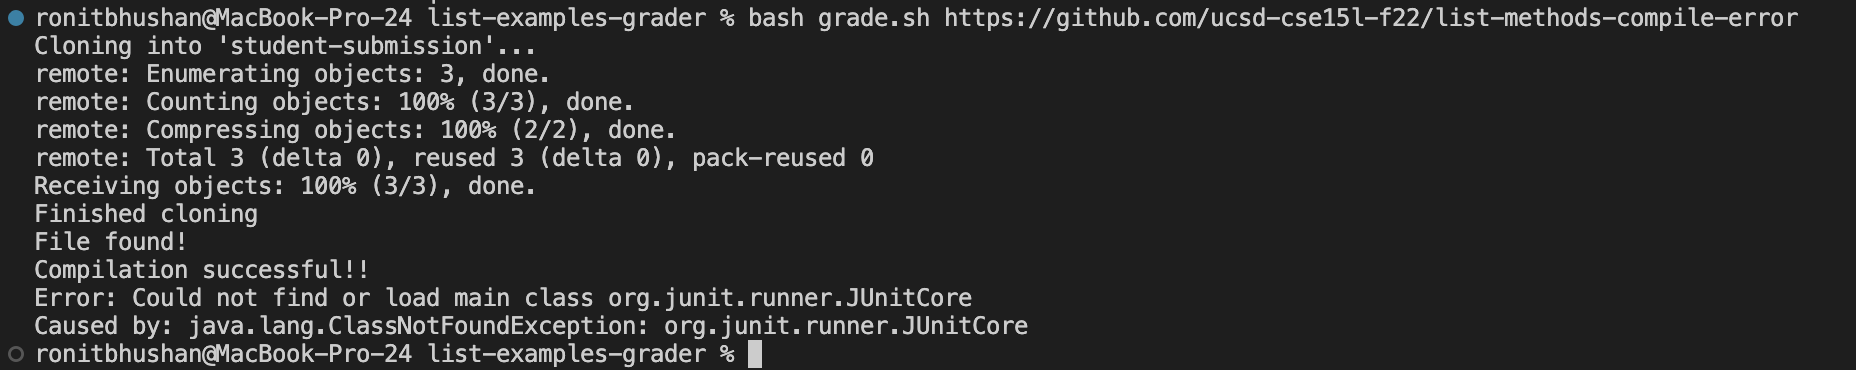 ronitbhushan@MacBook-Pro-24 list-examples-grader % bash grade.sh https://github.com/ucsd-cse15l-f22/list-methods-compile-error
Cloning into 'student-submission'...
remote: Enumerating objects: 3, done.
remote: Counting objects: 100% (3/3), done.
remote: Compressing objects: 100% (2/2), done.
remote: Total 3 (delta 0), reused 3 (delta 0), pack-reused 0
Receiving objects: 100% (3/3), done.
Finished cloning
File found!
Compilation successful!!
Error: Could not find or load main class org.junit.runner.JUnitCore
Caused by: java.lang.ClassNotFoundException: org.junit.runner.JUnitCore
ronitbhushan@MacBook-Pro-24 list-examples-grader %